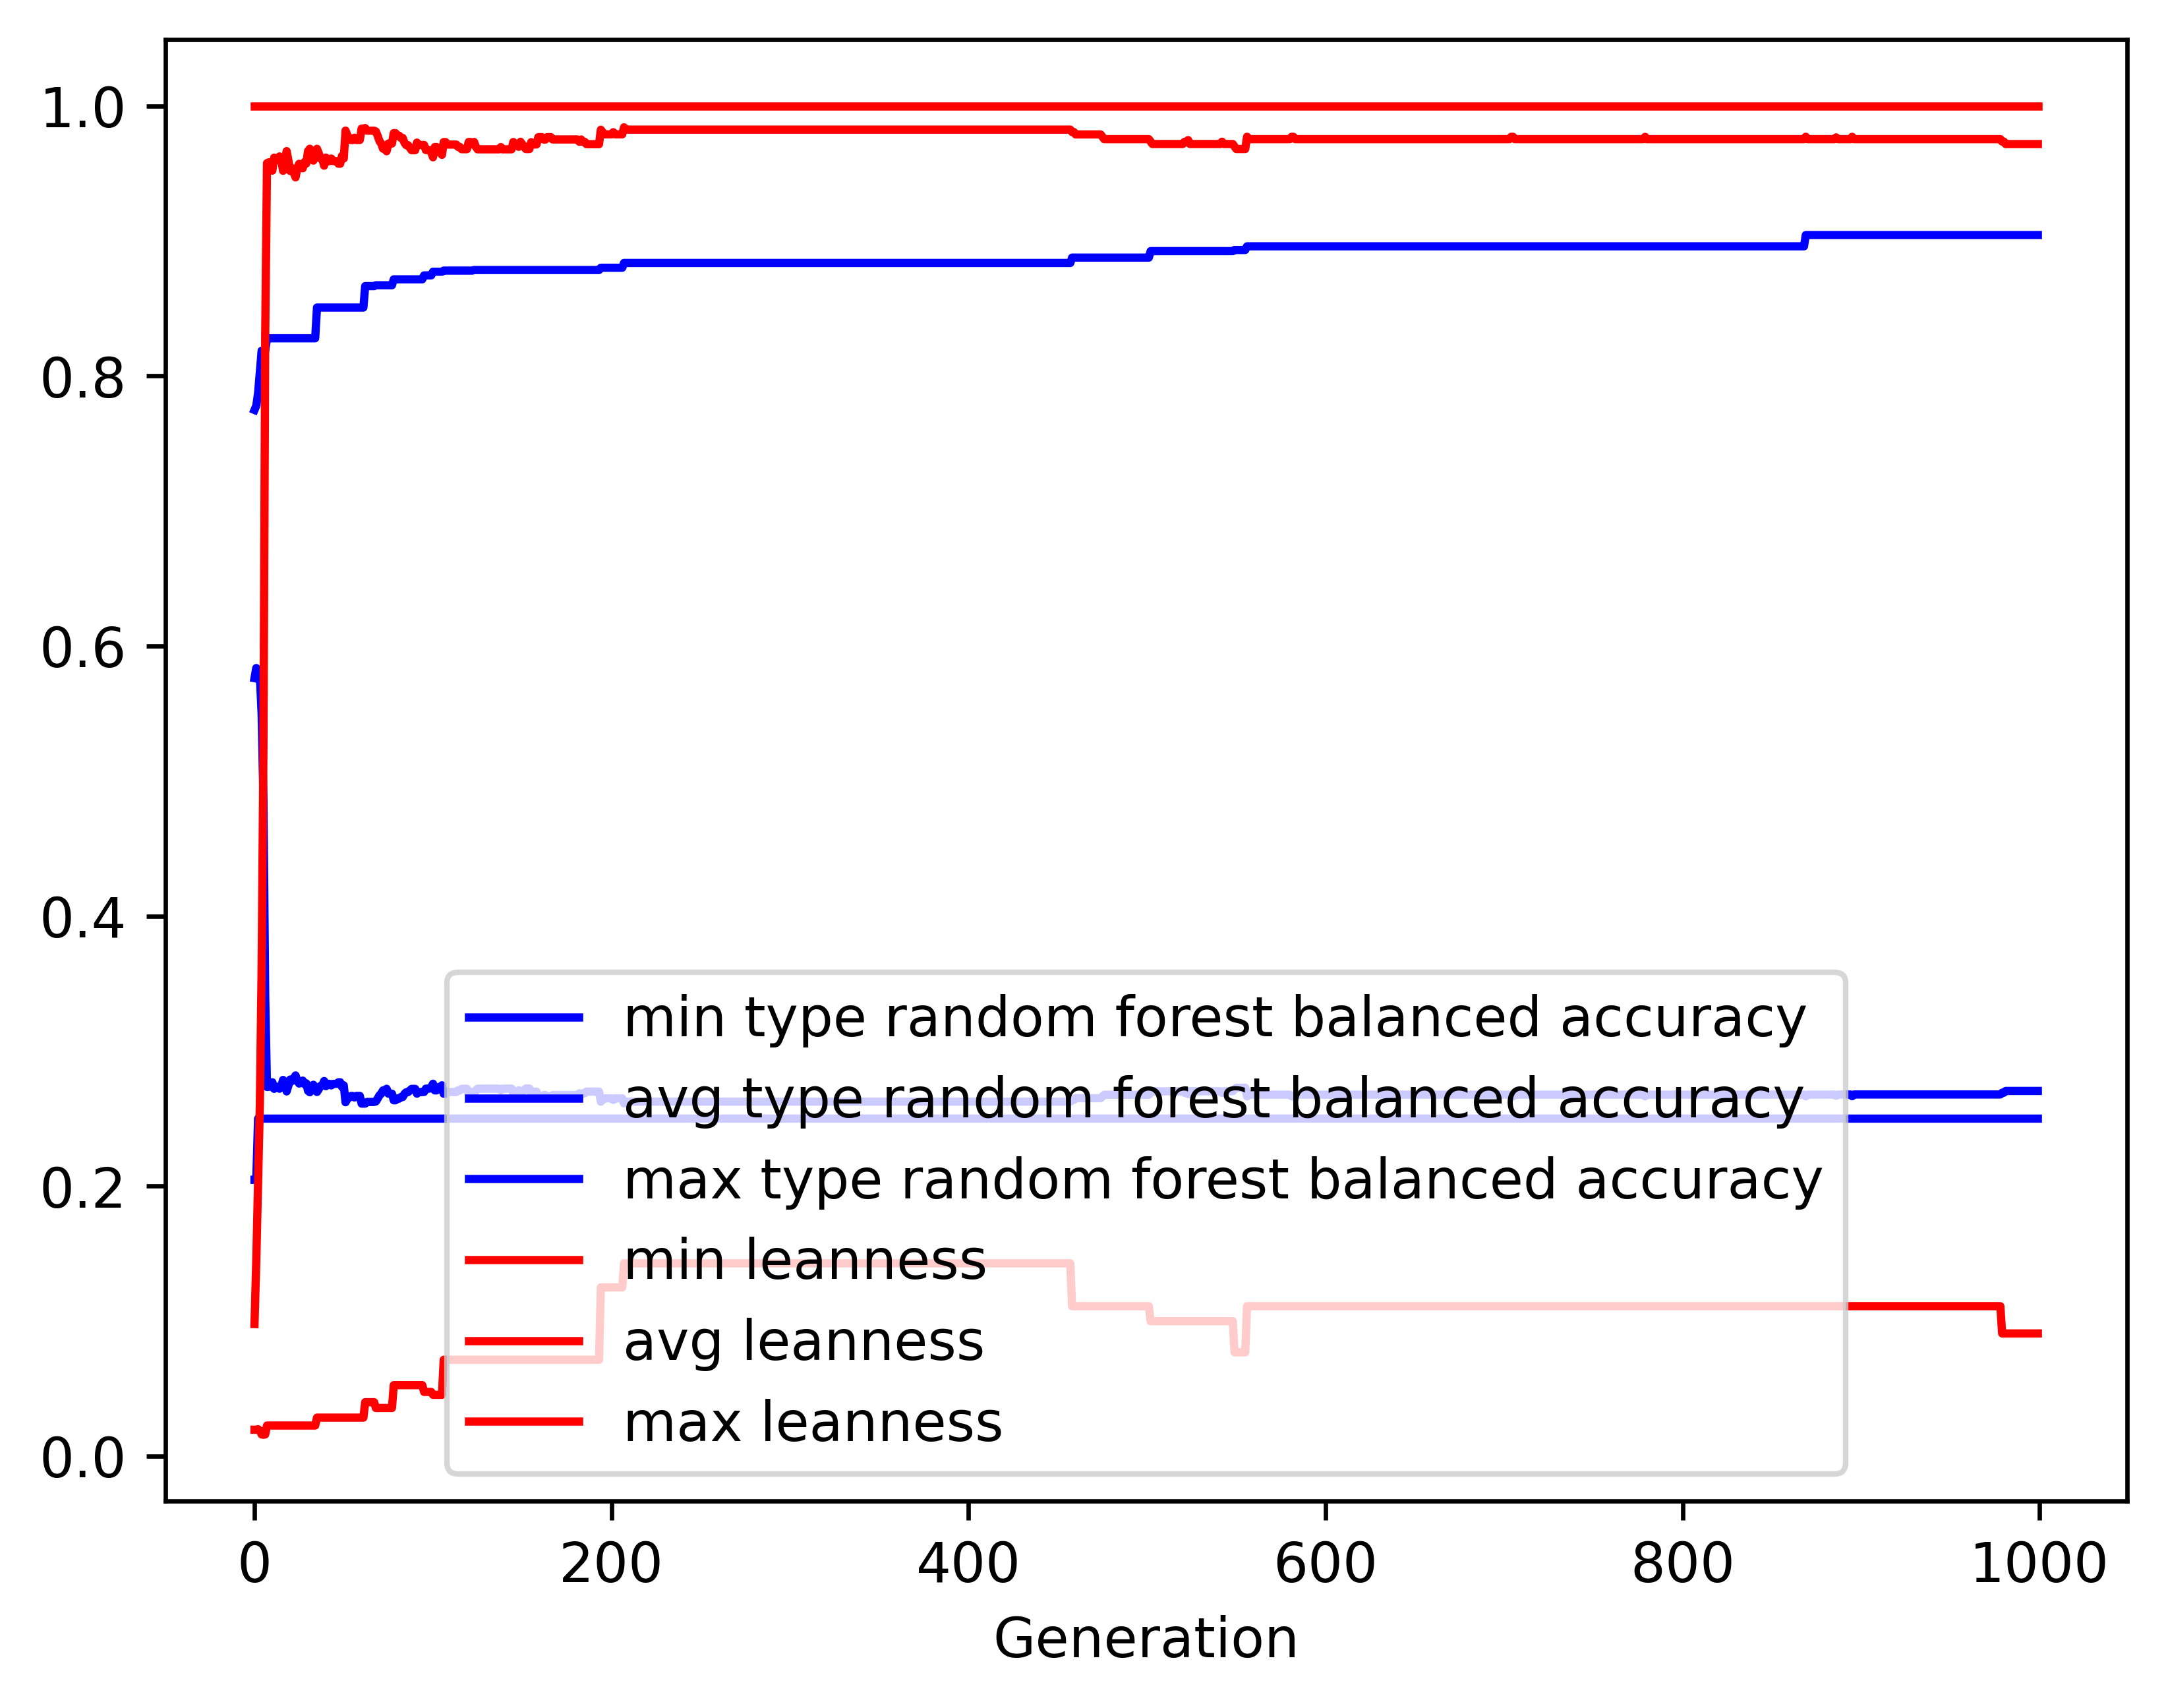 1.0
0.8
0.6
0.4
0.2
0.0
min type random forest balanced accuracy
avg type random forest balanced accuracy
max type random forest balanced accuracy
min leanness
avg leanness
max leanness
0 200 400 600 800 1000
Generation